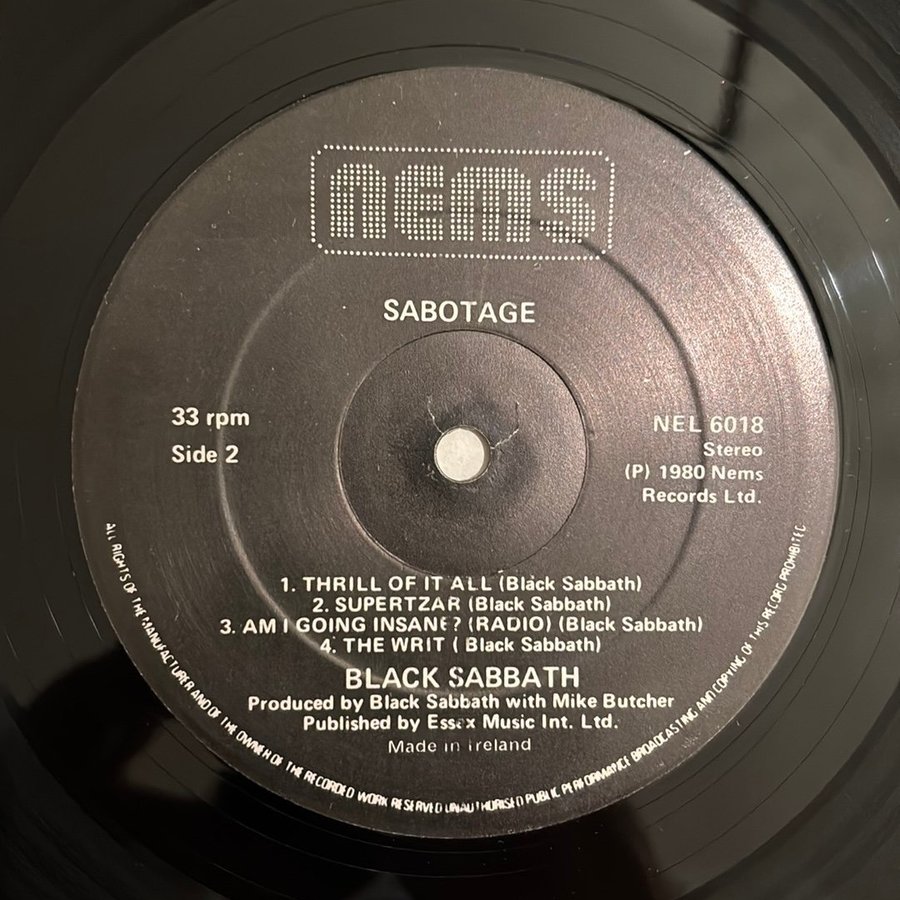 nems
SABOTAGE
33 rpm
Side 2
NEL 6018
Stereo
(P) 1980 Nems
Records Ltd.
1. THRILL OF IT ALL (Black Sabbath)
2. SUPERTZAR (Black Sabbath)
3. AM I GOING INSANE? (RADIO) (Black Sabbath)
4. THE WRIT ( Black Sabbath)
BLACK SABBATH
Produced by Black Sabbath with Mike Butcher
Published by Essex Music Int. Ltd.
Made in Ireland
ALL RIGHTS OF THE MANUFACTURER AND OF THE OWNER OF THE RECORDED WORK RESERVED UNAUTHORISED PUBLIC PERFORMANCE BROADCASTING AND COPYING OF THIS RECORD PROHIBITED